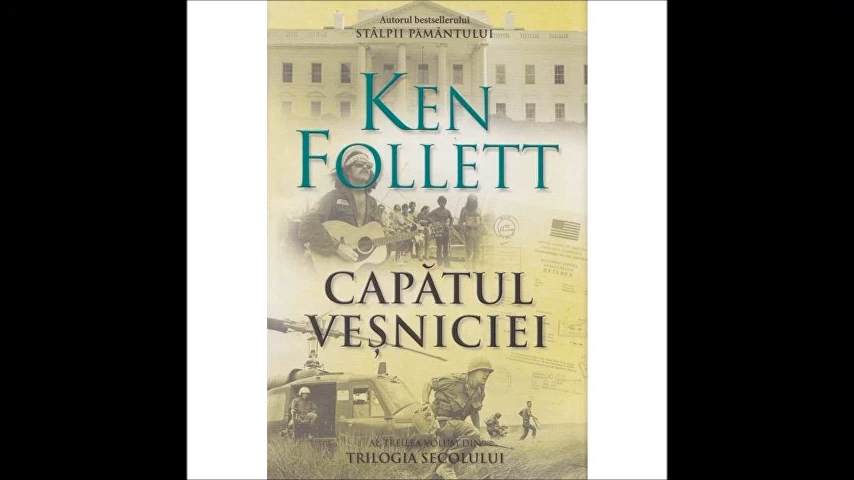 Autorul bestsellerului
STÂLPII PĂMÂNTULUI
KEN
FOLLETT
CAPĂTUL
VEȘNICIEI
AL TREILEA VOLUM DIN
TRILOGIA SECOLULUI